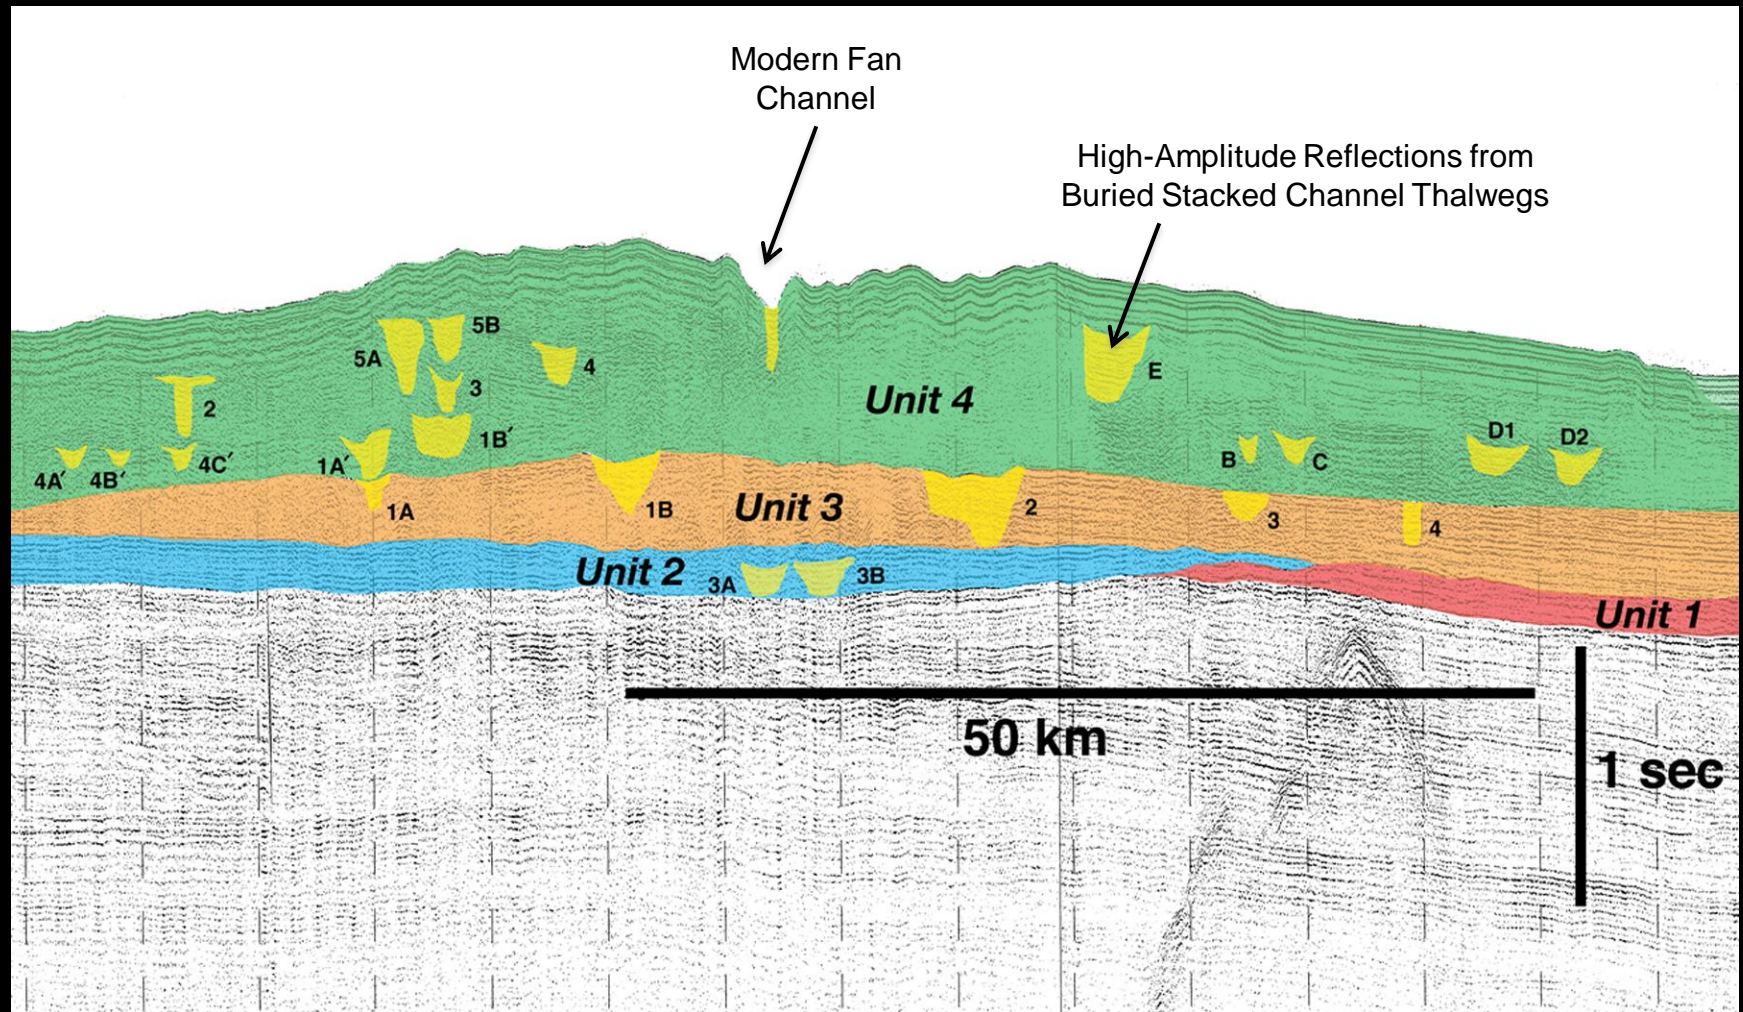 Modern Fan
Channel
High-Amplitude Reflections from
Buried Stacked Channel Thalwegs
5B
5A
4
E
3
2
Unit 4
1B′
D1
D2
4A′
4B′
4C′
1A′
B
C
1A
1B
Unit 3
2
3
4
Unit 2
3A
3B
Unit 1
50 km
1 sec